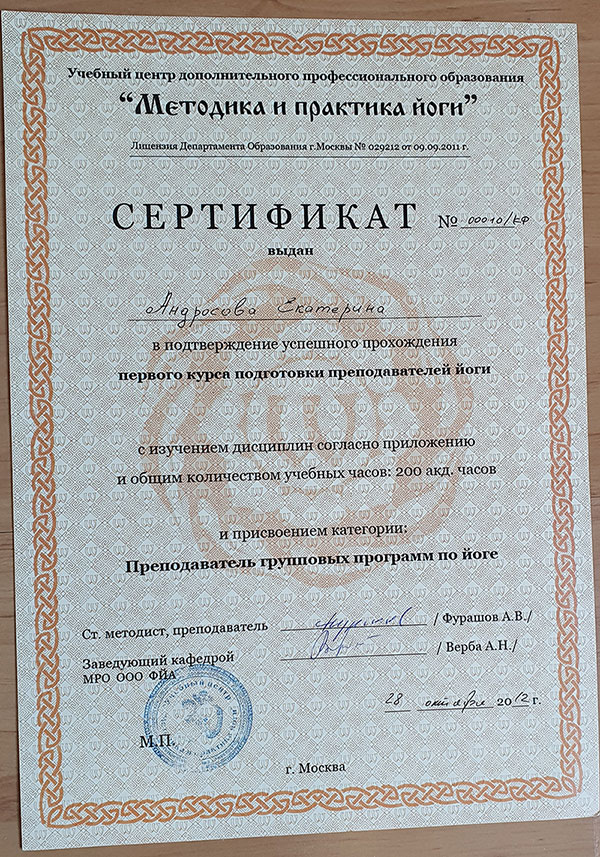 Учебный центр дополнительного профессионального образования
“Методика и практика йоги”
Лицензия Департамента Образования г.Москвы № 029212 от 09.09.2011 г.
СЕРТИФИКАТ № 00010/КФ
выдан
Андросова Екатерина
в подтверждение успешного прохождения
первого курса подготовки преподавателей йоги
с изучением дисциплин согласно приложению
и общим количеством учебных часов: 200 акд. часов
и присвоением категории:
Преподаватель групповых программ по йоге
Ст. методист, преподаватель / Фурашов А.В./
Заведующий кафедрой / Верба А.Н./
МРО ООО ФЙА
28 октября 2012 г.
М.П.
г. Москва